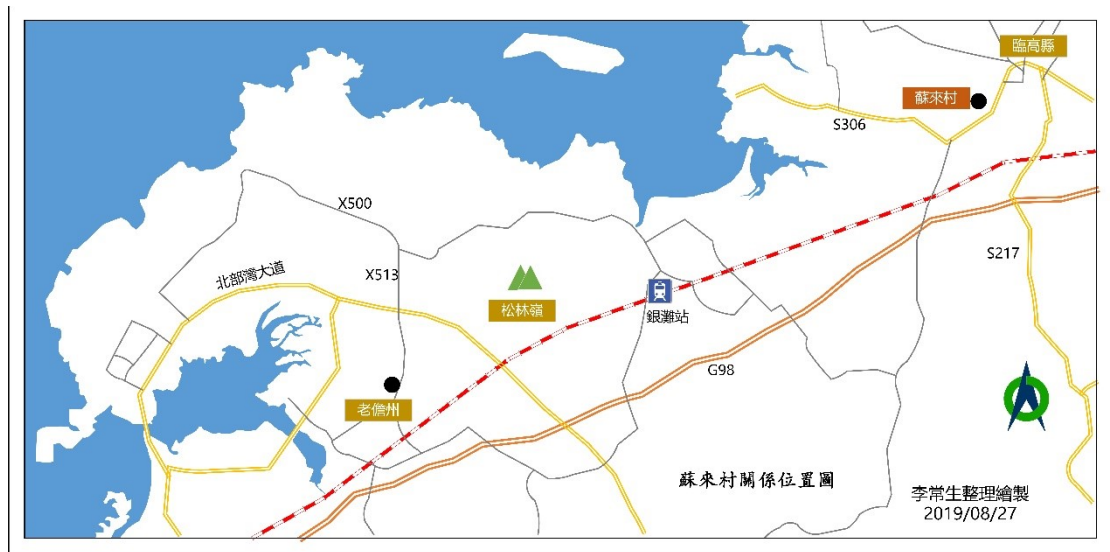 臨高縣
蘇來村
S306
X500
S217
X513
北部灣大道
松林嶺
銀灘站
G98
老儋州
蘇來村關係位置圖
李常生整理繪製
2019/08/27